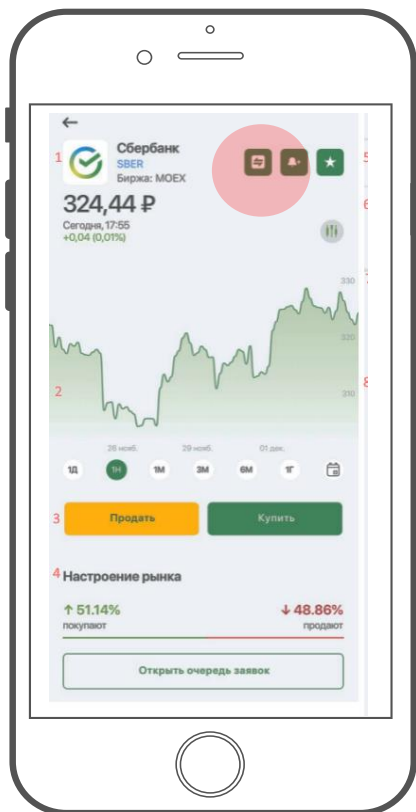 1
Сбербанк
SBER
Биржа: MOEX
5
324,44 ₽
6
Сегодня, 17:55
+0,04 (0,01%)
330
320
2
8
310
26 нояб. 29 нояб. 01 дек.
1Д 1Н 1М 3М 6М 1Г
3
Продать Купить
4
Настроение рынка
↑ 51.14% ↓ 48.86%
покупают продают
Открыть очередь заявок